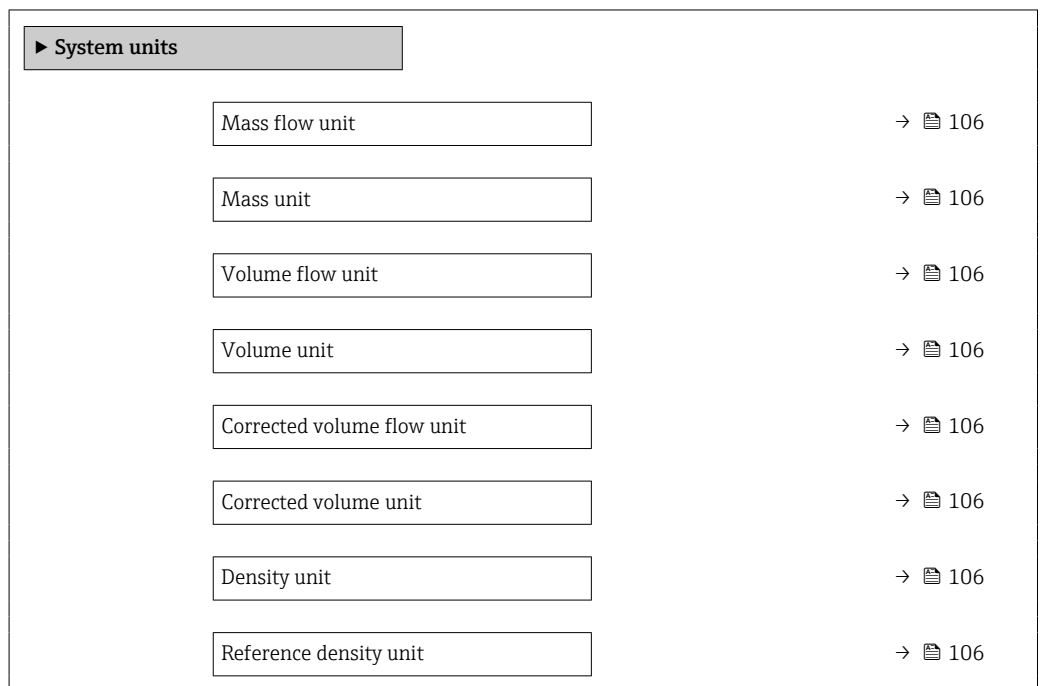 ▶ System units
Mass flow unit → 106
Mass unit → 106
Volume flow unit → 106
Volume unit → 106
Corrected volume flow unit → 106
Corrected volume unit → 106
Density unit → 106
Reference density unit → 106